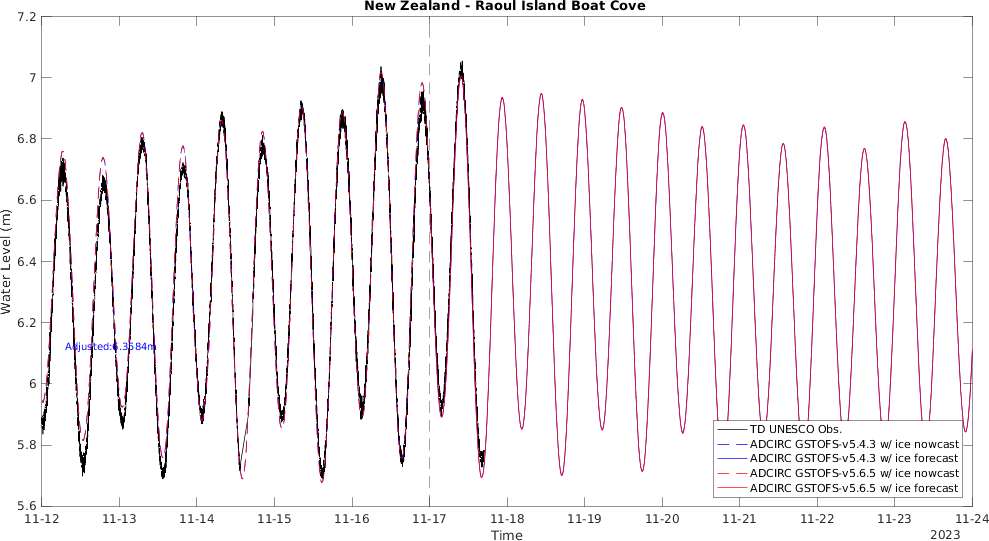 New Zealand - Raoul Island Boat Cove
7.2
7
6.8
6.6
6.4
6.2
6
5.8
5.6
Water Level (m)
Adjusted:6.3584m
TD UNESCO Obs.
ADCIRC GSTOFS-v5.4.3 w/ ice nowcast
ADCIRC GSTOFS-v5.4.3 w/ ice forecast
ADCIRC GSTOFS-v5.6.5 w/ ice nowcast
ADCIRC GSTOFS-v5.6.5 w/ ice forecast
11-12 11-13 11-14 11-15 11-16 11-17 11-18 11-19 11-20 11-21 11-22 11-23 11-24
Time
2023